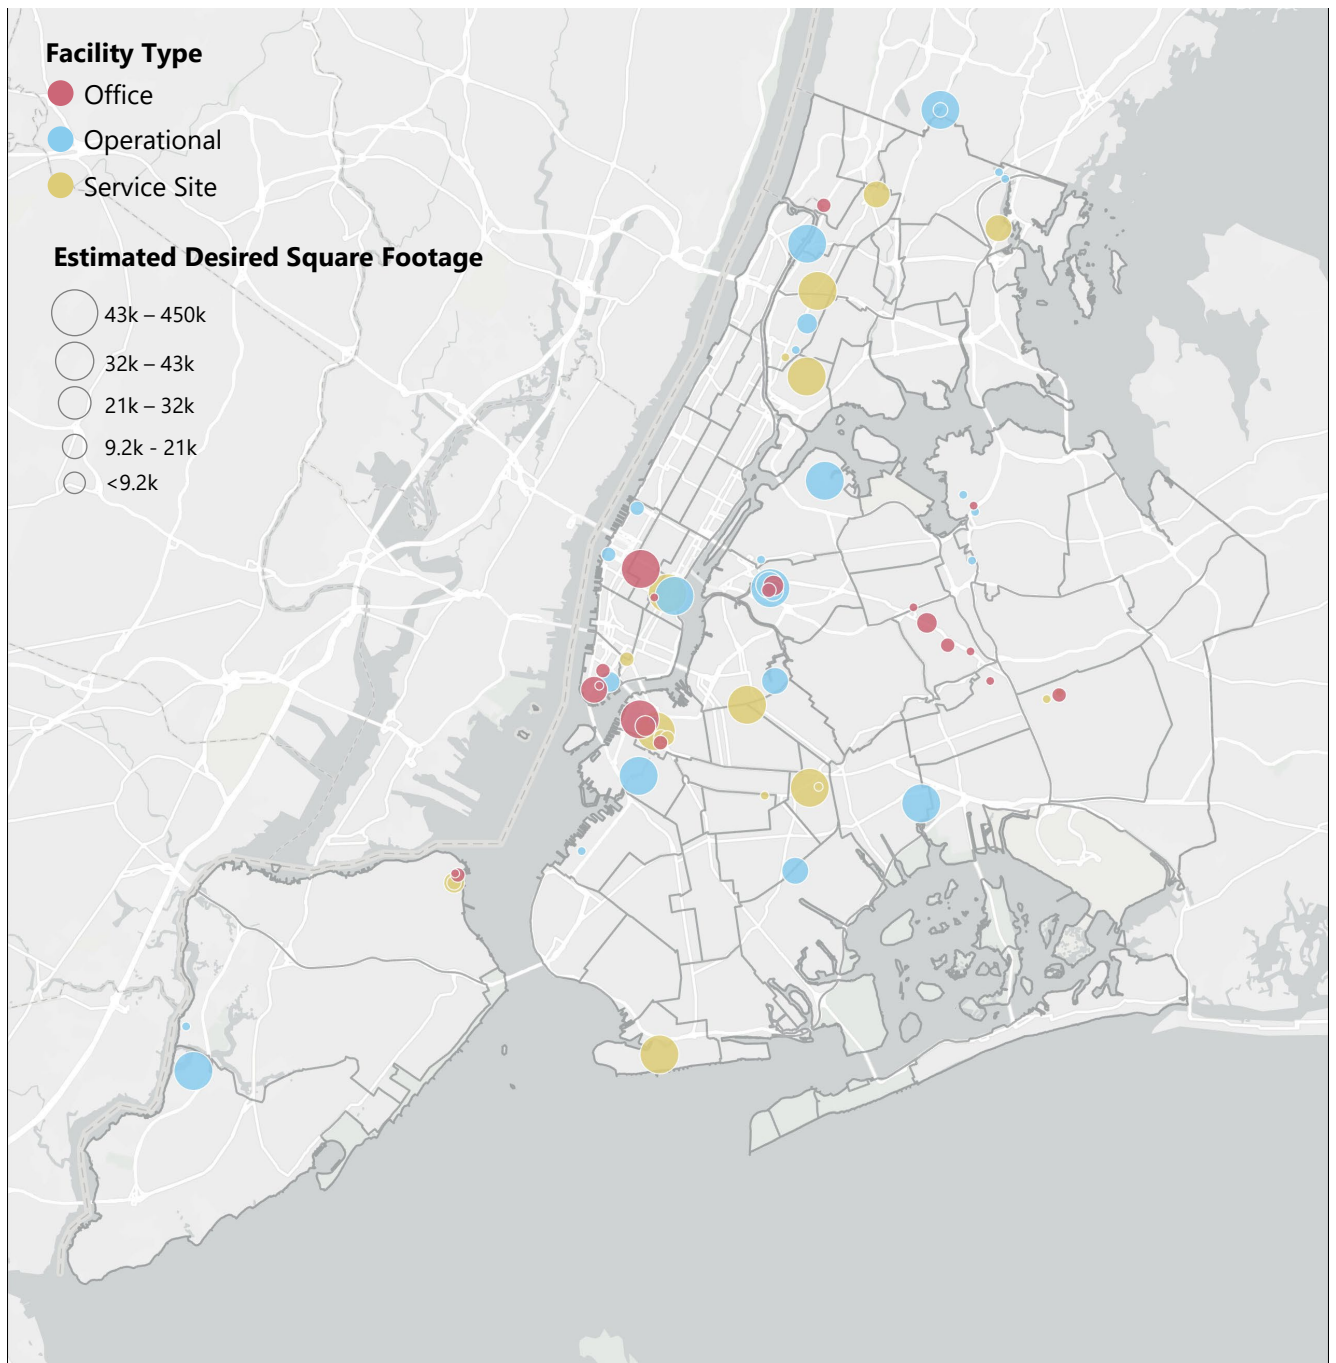 Facility Type
Office
Operational
Service Site
Estimated Desired Square Footage
43k – 450k
32k – 43k
21k – 32k
9.2k - 21k
<9.2k